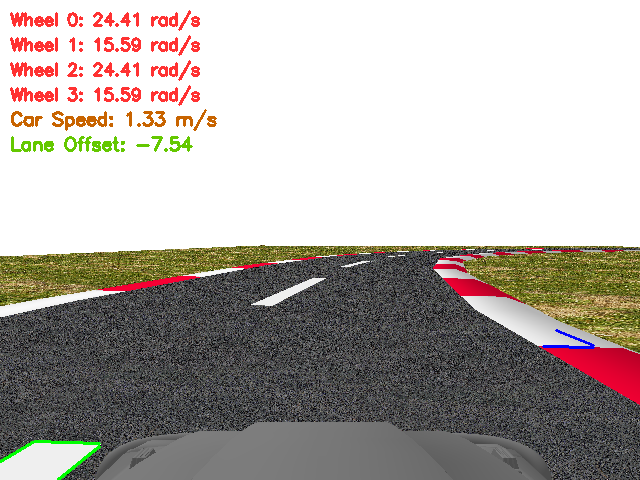 Wheel 0: 24.41 rad/s
Wheel 1: 15.59 rad/s
Wheel 2: 24.41 rad/s
Wheel 3: 15.59 rad/s
Car Speed: 1.33 m/s
Lane Offset: -7.54